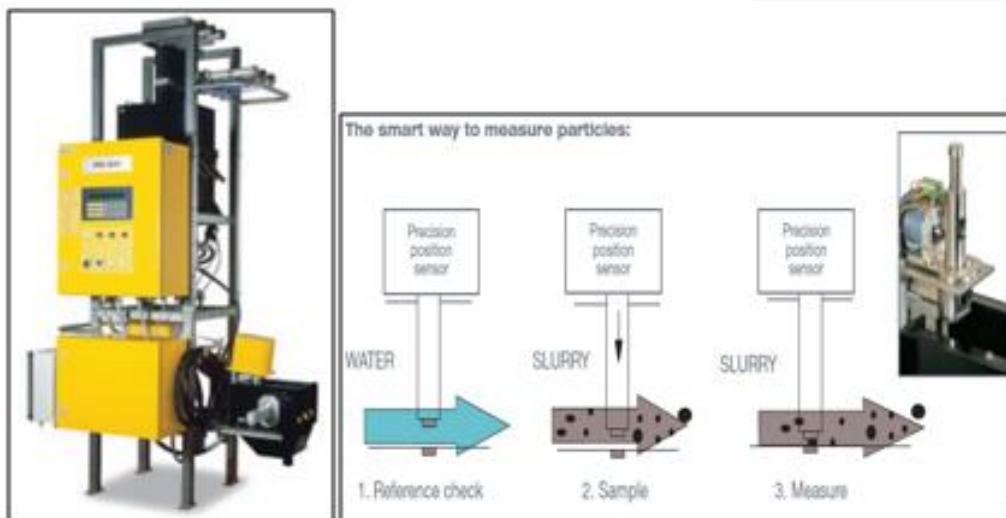 The smart way to measure particles:
Precision
position
sensor
Precision
position
sensor
Precision
position
sensor
WATER
SLURRY
SLURRY
1. Reference check
2. Sample
3. Measure